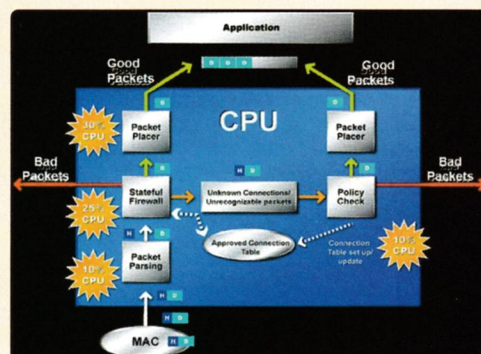 Application
D D D
Good
Packets
Good
Packets
30%
CPU
D
Packet
Placer
CPU
D
Packet
Placer
Bad
Packets
D
H D
D
Bad
Packets
25%
CPU
Stateful
Firewall
Unknown Connections/
Unrecognizable packets
Policy
Check
H D
Approved Connection
Table
Connection
Table set up/
update
10%
CPU
10%
CPU
Packet
Parsing
H D
MAC
H D